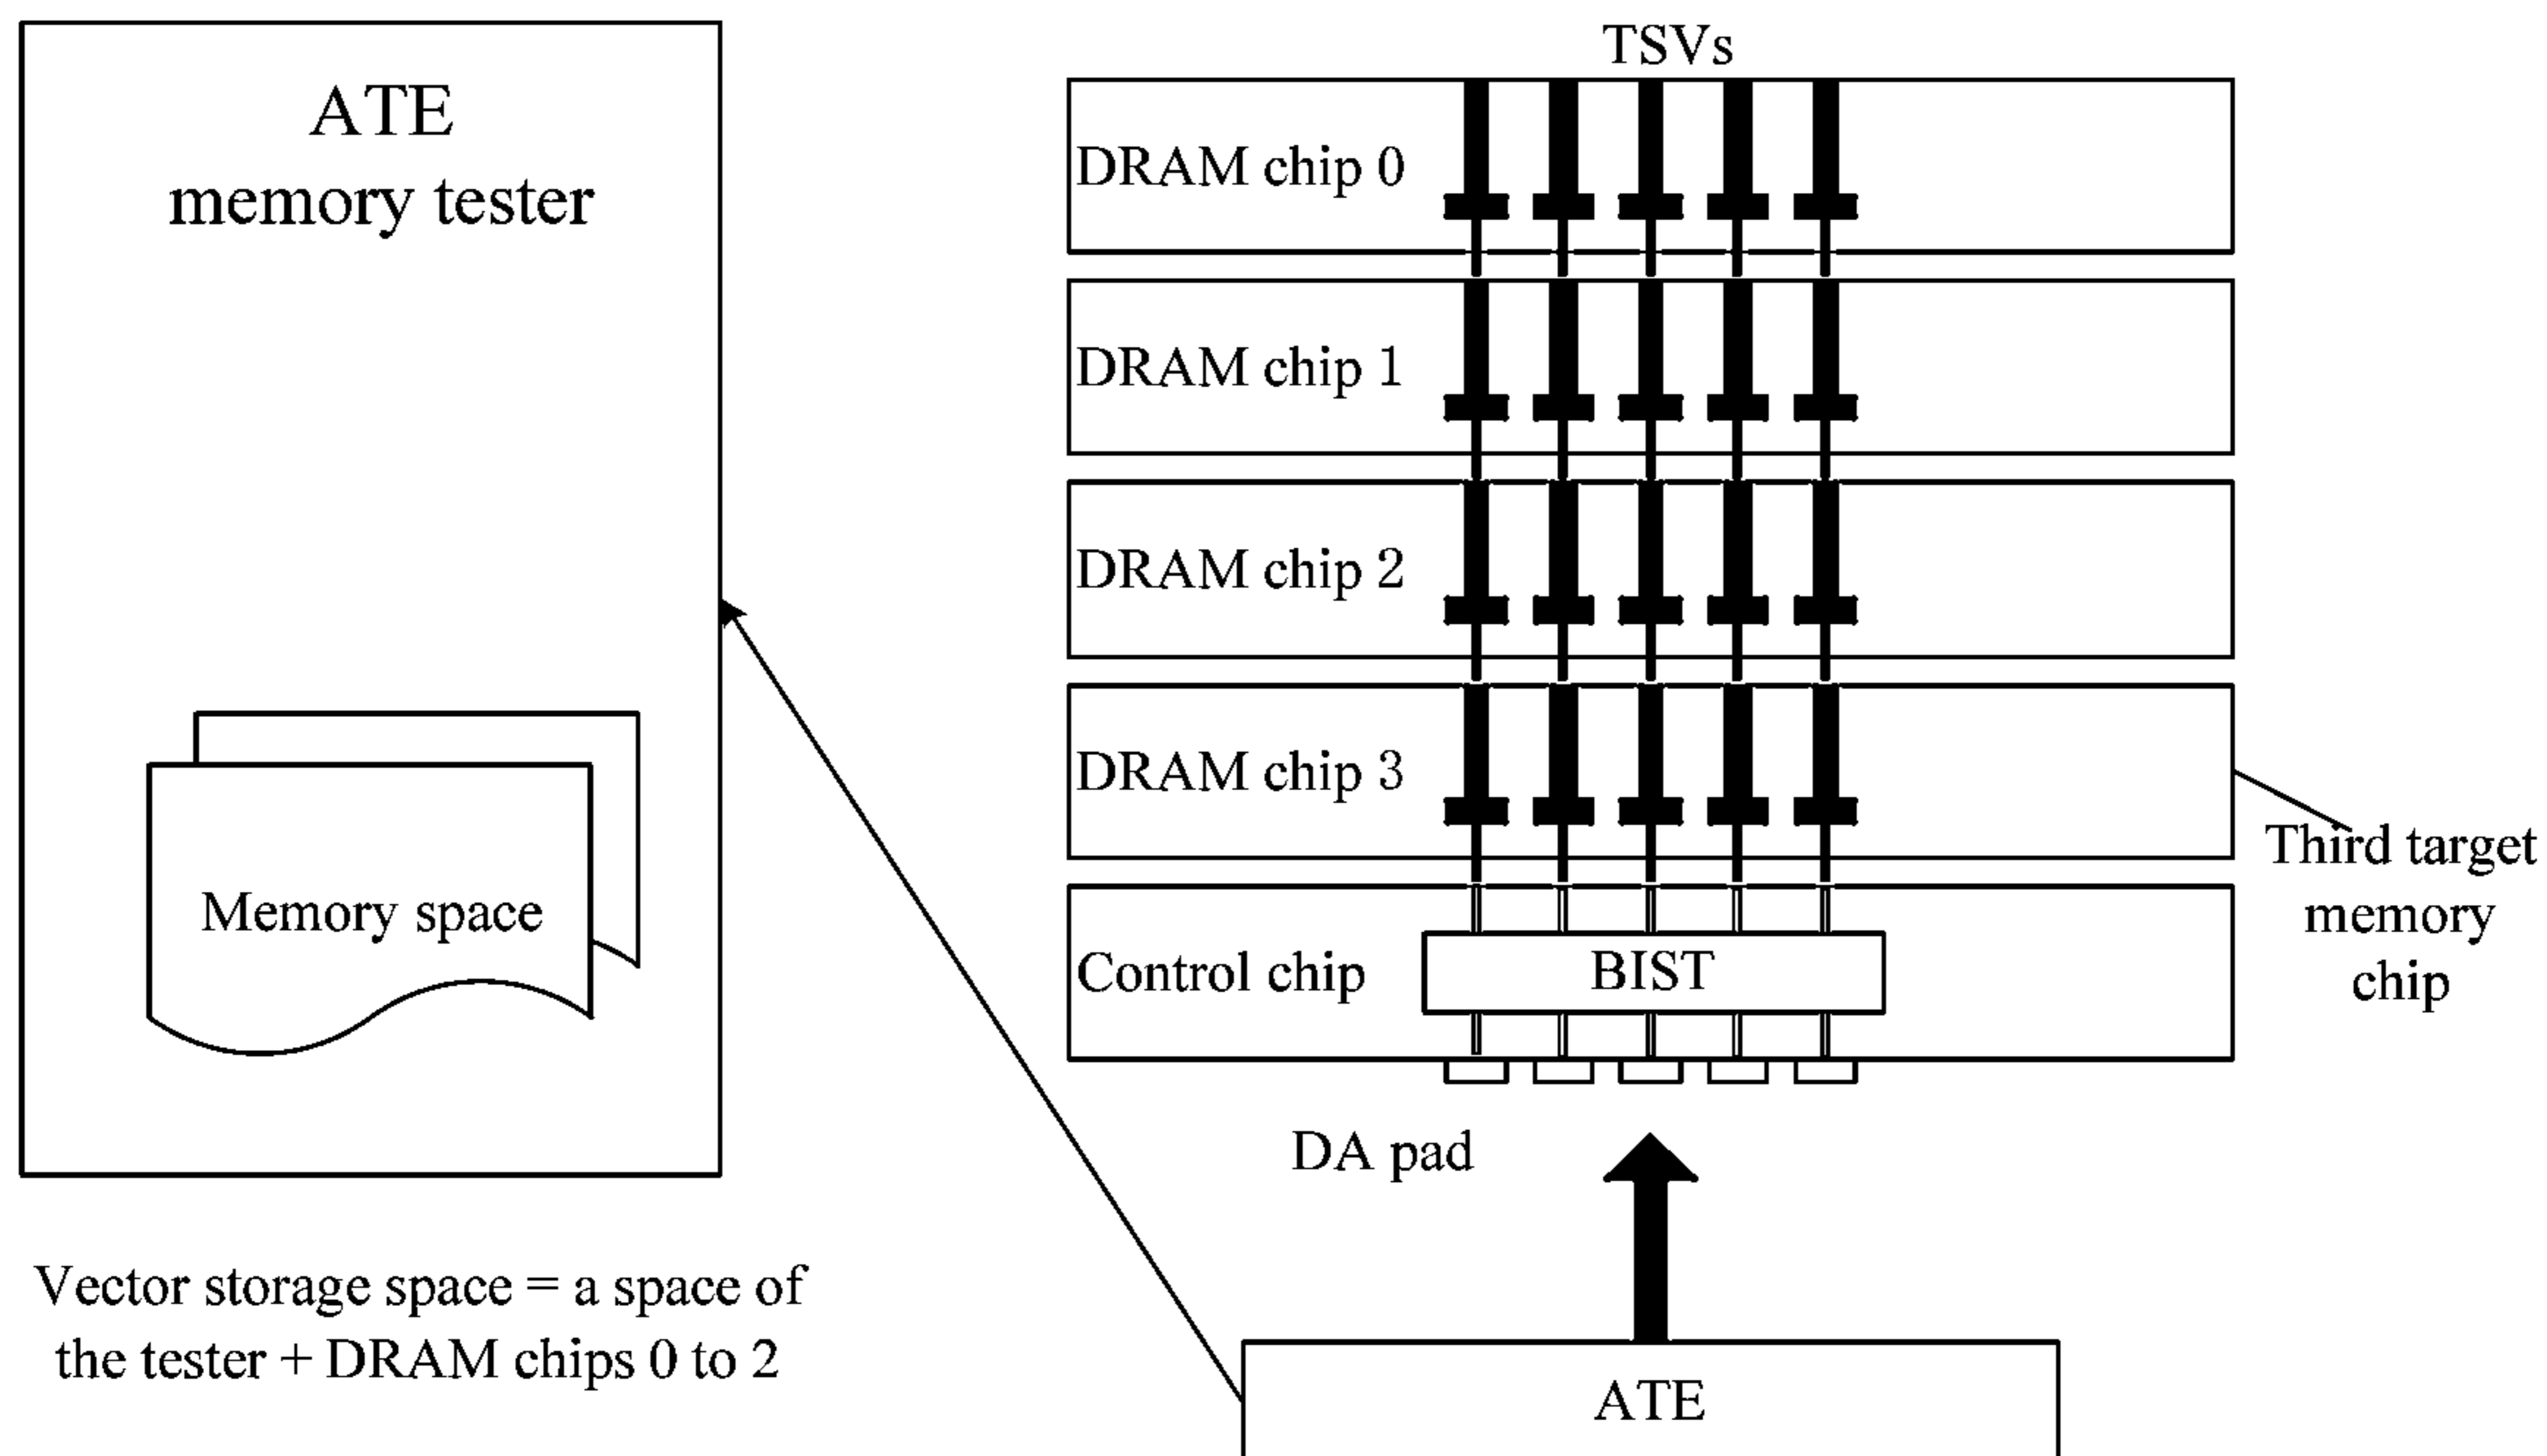 ATE
memory tester
Memory space
Vector storage space = a space of
the tester + DRAM chips 0 to 2
TSVs
DRAM chip 0
DRAM chip 1
DRAM chip 2
DRAM chip 3
Third target
memory
chip
Control chip
BIST
DA pad
ATE